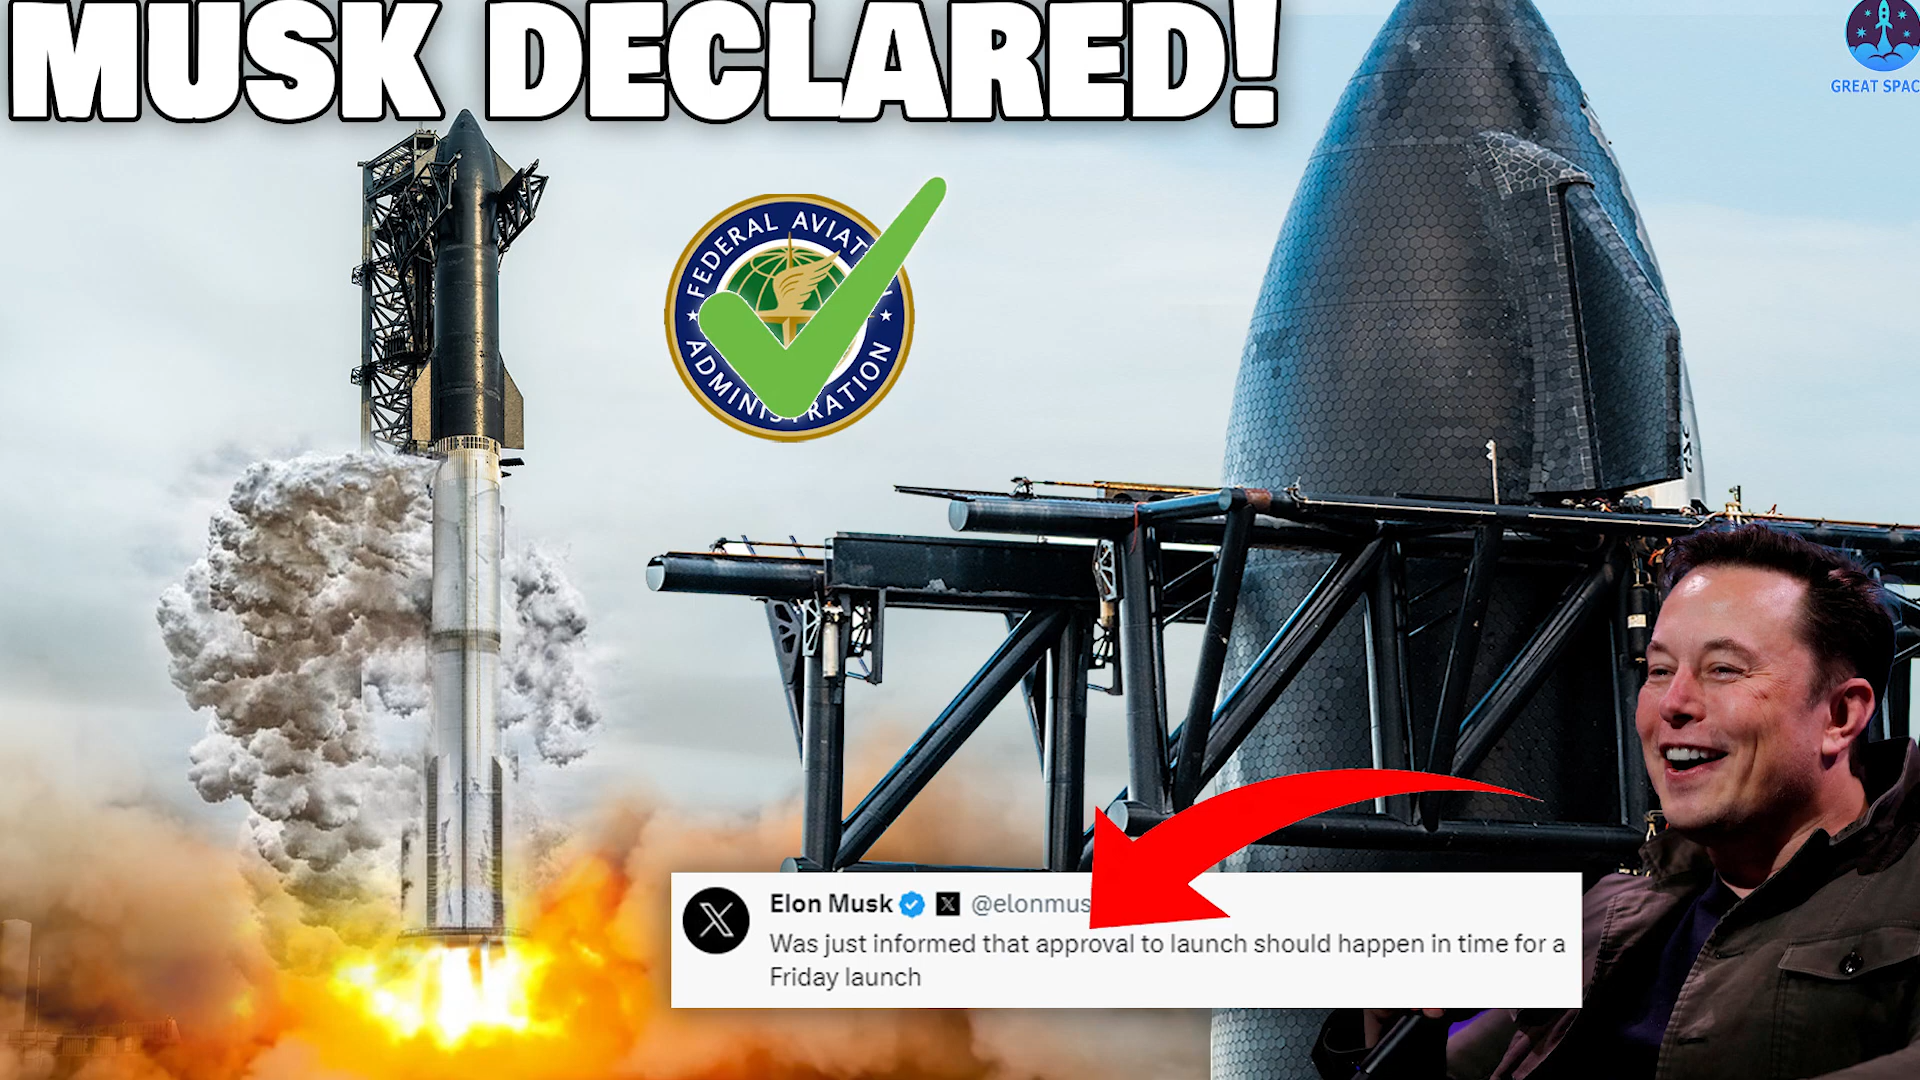 MUSK DECLARED!
GREAT SPAC
FEDERAL AVIAT
ADMINIS RATION
Elon Musk @elonmus
Was just informed that approval to launch should happen in time for a
Friday launch